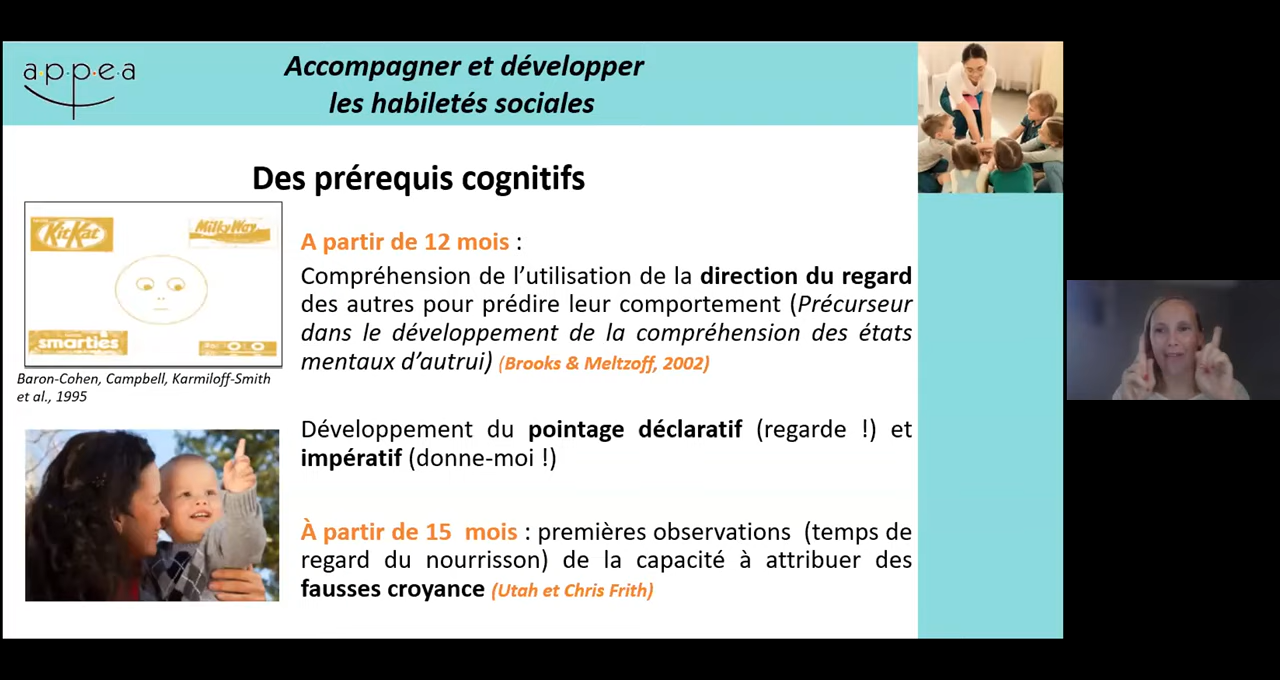 a·p·p·e·a
Accompagner et développer
les habiletés sociales
Des prérequis cognitifs
KitKat
Milky Way
smarties
Baron-Cohen, Campbell, Karmiloff-Smith
et al., 1995
A partir de 12 mois :
Compréhension de l’utilisation de la direction du regard
des autres pour prédire leur comportement (Précurseur
dans le développement de la compréhension des états
mentaux d’autrui) (Brooks & Meltzoff, 2002)
Développement du pointage déclaratif (regarde !) et
impératif (donne-moi !)
À partir de 15 mois : premières observations (temps de
regard du nourrisson) de la capacité à attribuer des
fausses croyance (Utah et Chris Frith)